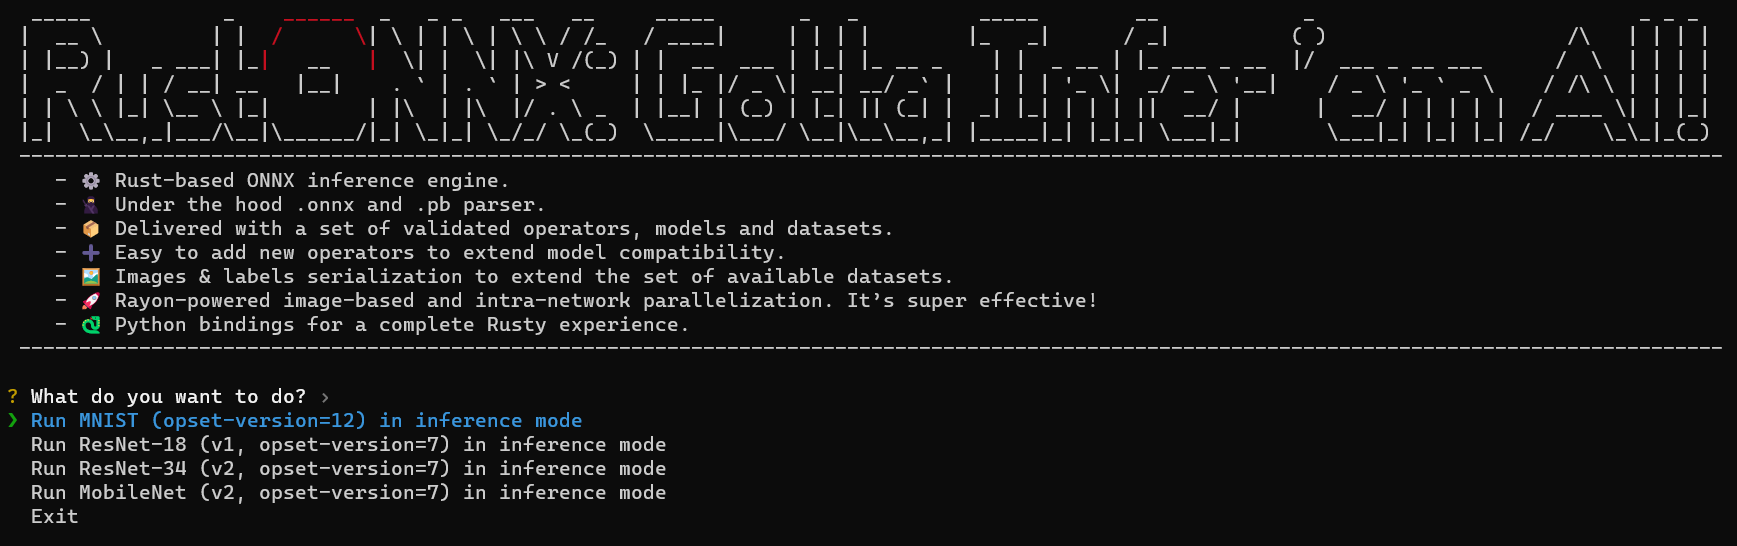 RustONNX: Gotta Infer 'em All!
- ⚙️ Rust-based ONNX inference engine.
- 🥷 Under the hood .onnx and .pb parser.
- 📦 Delivered with a set of validated operators, models and datasets.
- ➕ Easy to add new operators to extend model compatibility.
- 🖼️ Images & labels serialization to extend the set of available datasets.
- 🚀 Rayon-powered image-based and intra-network parallelization. It’s super effective!
- 🐍 Python bindings for a complete Rusty experience.
? What do you want to do? ›
❯ Run MNIST (opset-version=12) in inference mode
Run ResNet-18 (v1, opset-version=7) in inference mode
Run ResNet-34 (v2, opset-version=7) in inference mode
Run MobileNet (v2, opset-version=7) in inference mode
Exit